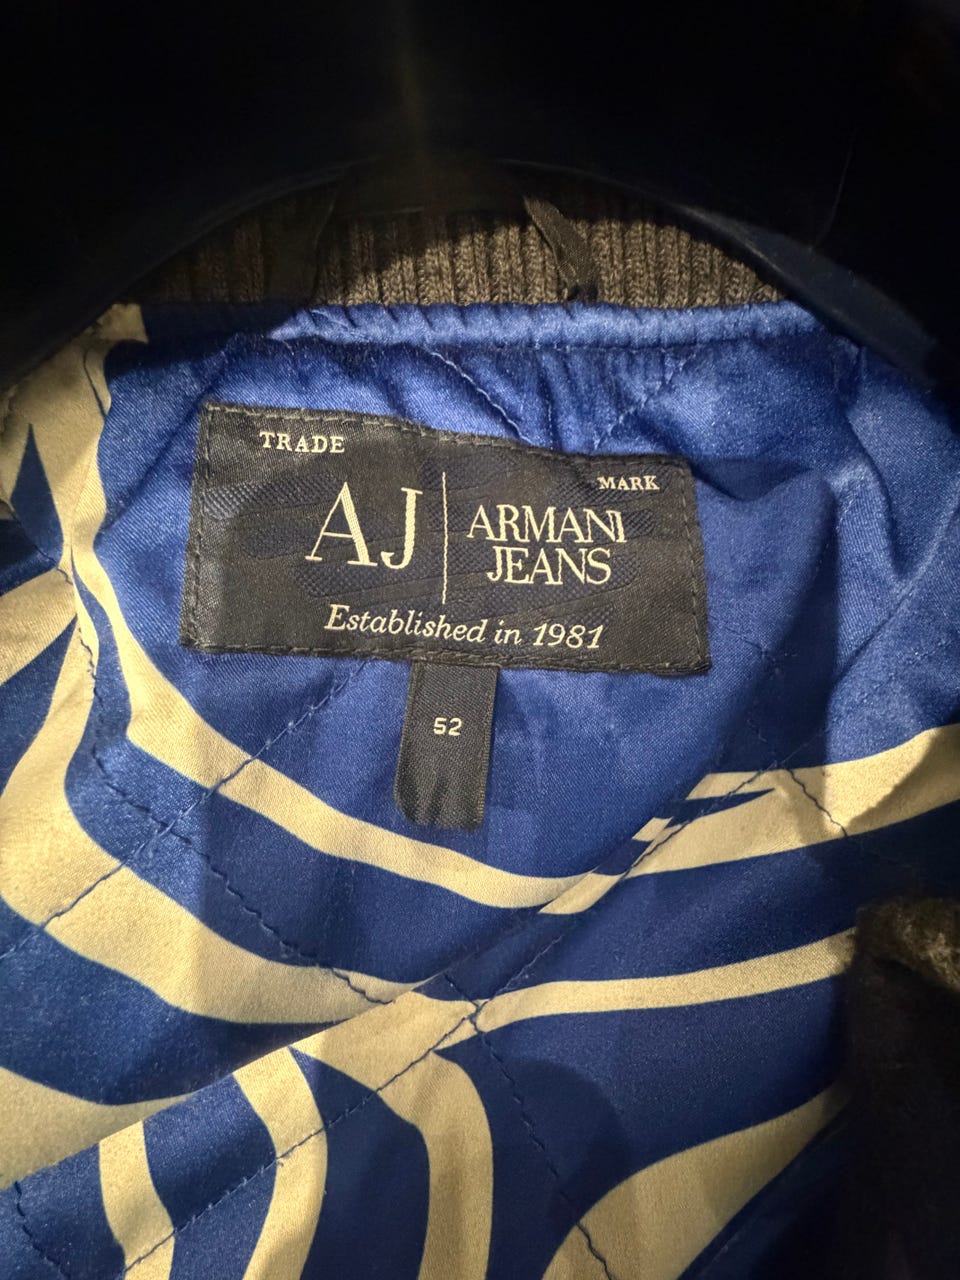 TRADE
MARK
AJ
ARMANI
JEANS
Established in 1981
52